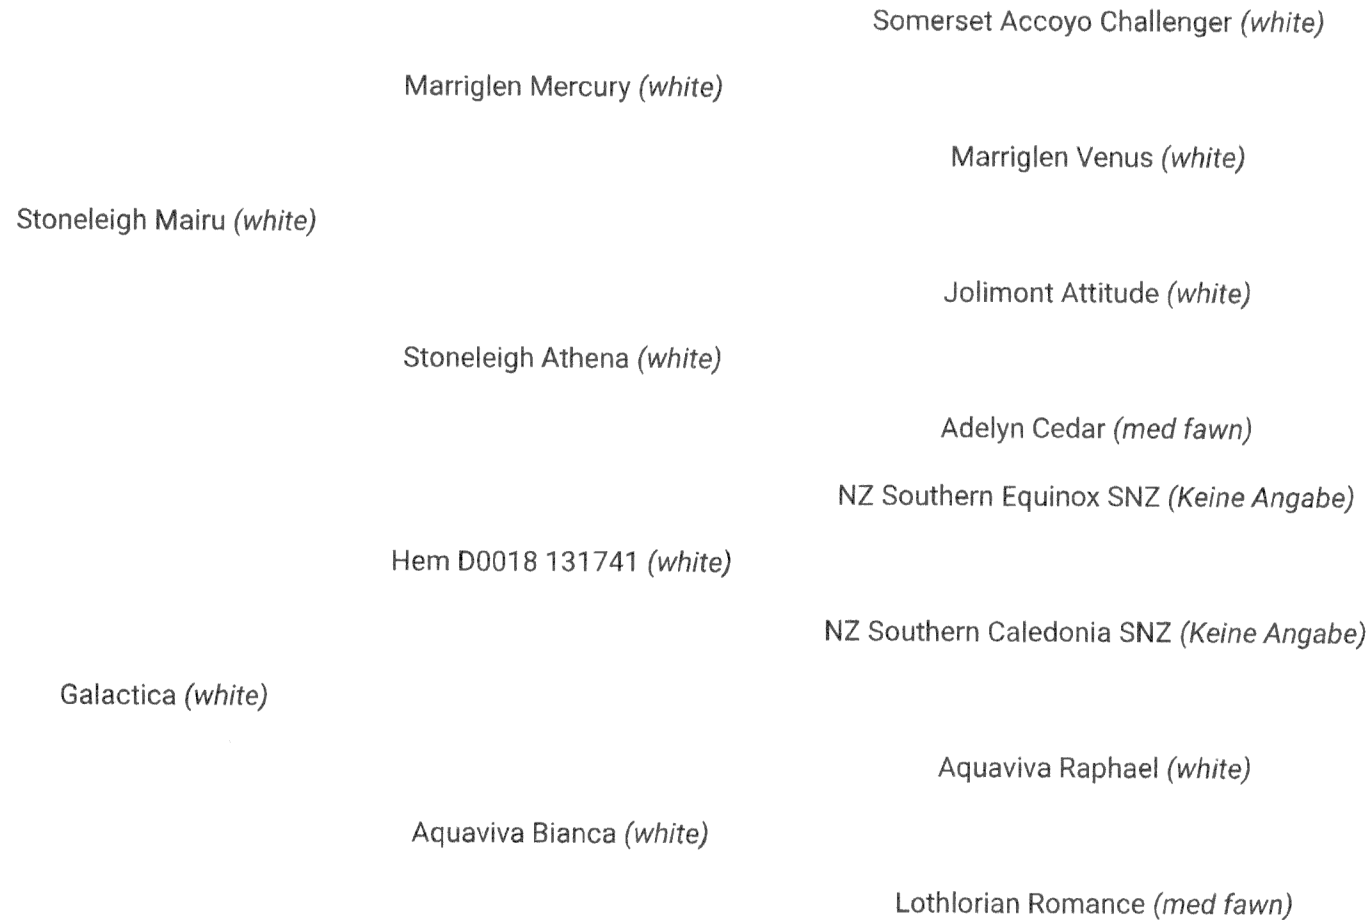 Somerset Accoyo Challenger (white)
Marriglen Mercury (white)
Marriglen Venus (white)
Stoneleigh Mairu (white)
Jolimont Attitude (white)
Stoneleigh Athena (white)
Adelyn Cedar (med fawn)
NZ Southern Equinox SNZ (Keine Angabe)
Hem D0018 131741 (white)
NZ Southern Caledonia SNZ (Keine Angabe)
Galactica (white)
Aquaviva Raphael (white)
Aquaviva Bianca (white)
Lothlorian Romance (med fawn)